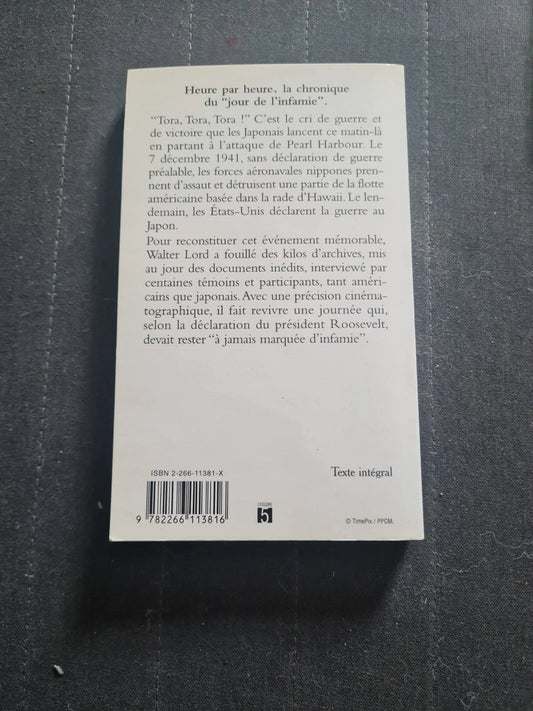 Heure par heure, la chronique
du “jour de l’infamie”.
“Tora, Tora, Tora !” C’est le cri de guerre et
de victoire que les Japonais lancent ce matin-là
en partant à l’attaque de Pearl Harbour. Le
7 décembre 1941, sans déclaration de guerre
préalable, les forces aéronavales nippones pren-
nent d’assaut et détruisent une partie de la flotte
américaine basée dans la rade d’Hawaii. Le len-
demain, les États-Unis déclarent la guerre au
Japon.
Pour reconstituer cet événement mémorable,
Walter Lord a fouillé des kilos d’archives, mis
au jour des documents inédits, interviewé par
centaines témoins et participants, tant améri-
cains que japonais. Avec une précision cinéma-
tographique, il fait revivre une journée qui,
selon la déclaration du président Roosevelt,
devait rester “à jamais marquée d’infamie”.
ISBN 2-266-11381-X
Texte intégral
9 782266 113816
CATÉGORIE
5
© TimePix / PPCM.